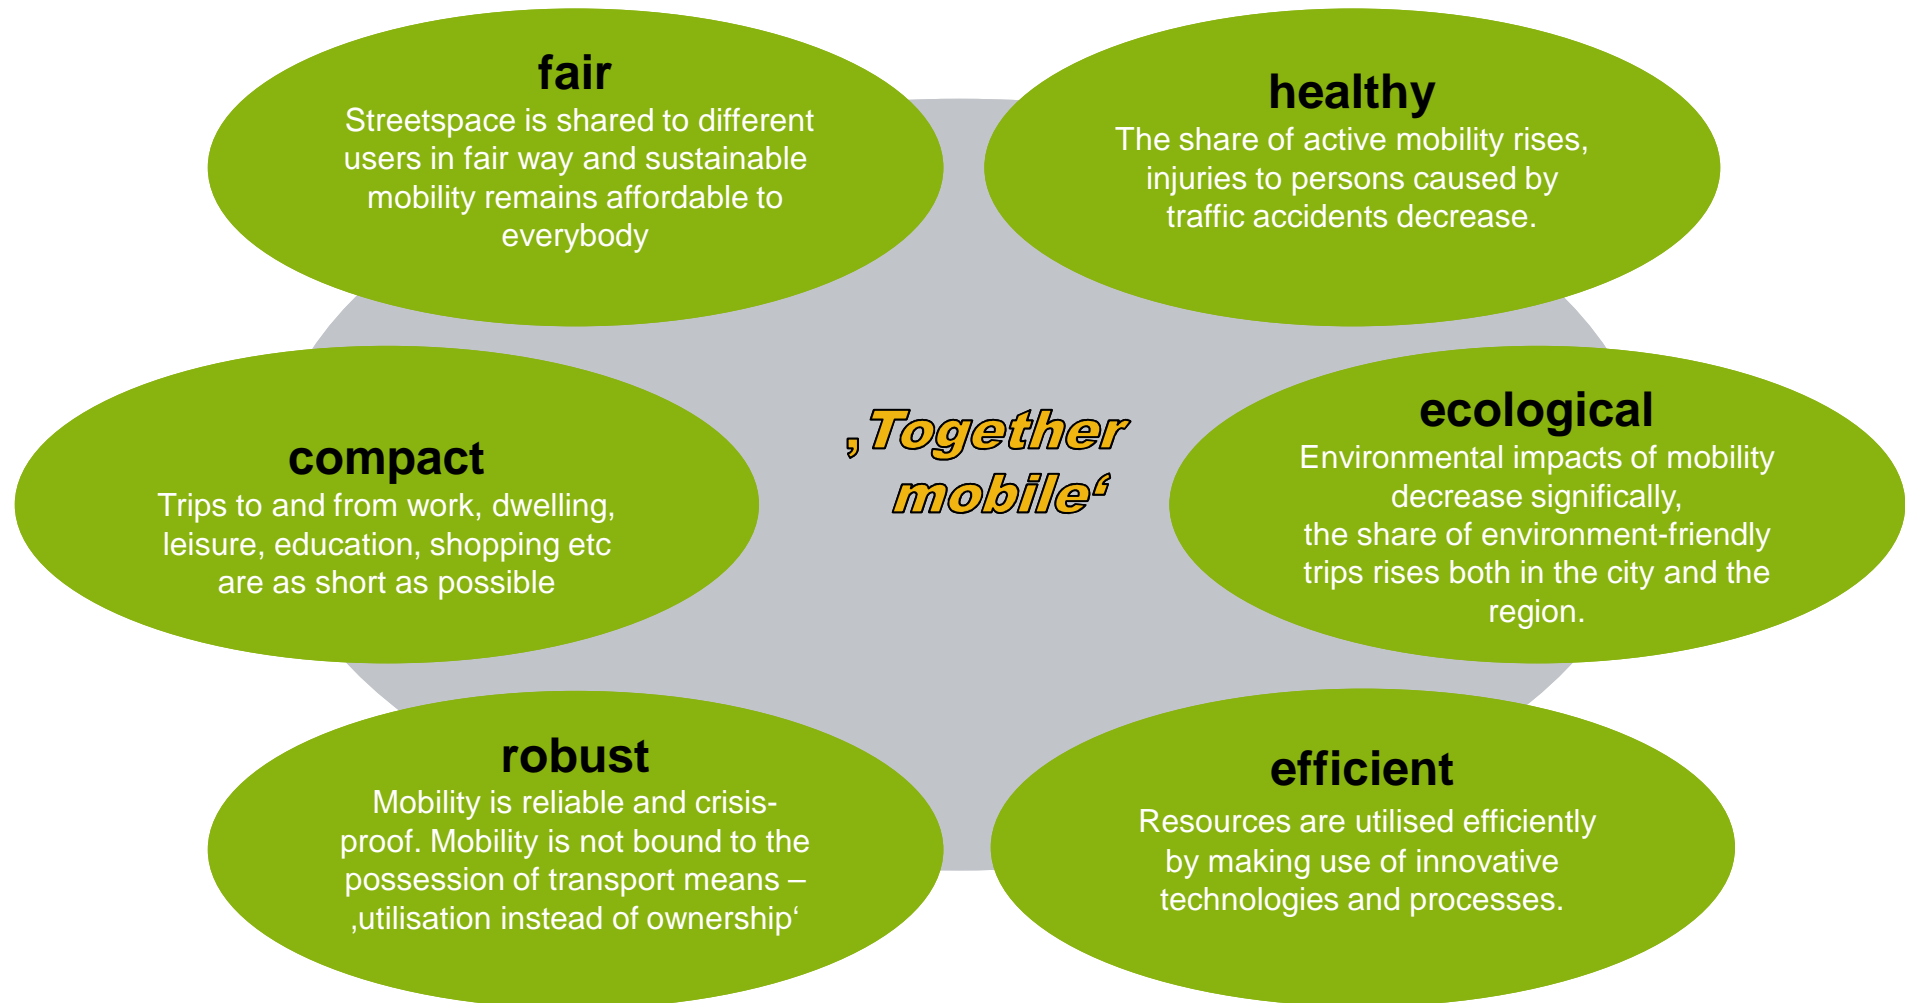 fair
Streetspace is shared to different
users in fair way and sustainable
mobility remains affordable to
everybody
healthy
The share of active mobility rises,
injuries to persons caused by
traffic accidents decrease.
compact
Trips to and from work, dwelling,
leisure, education, shopping etc
are as short as possible
‚Together
mobile‘
ecological
Environmental impacts of mobility
decrease significally,
the share of environment-friendly
trips rises both in the city and the
region.
robust
Mobility is reliable and crisis-
proof. Mobility is not bound to the
possession of transport means –
‚utilisation instead of ownership‘
efficient
Resources are utilised efficiently
by making use of innovative
technologies and processes.